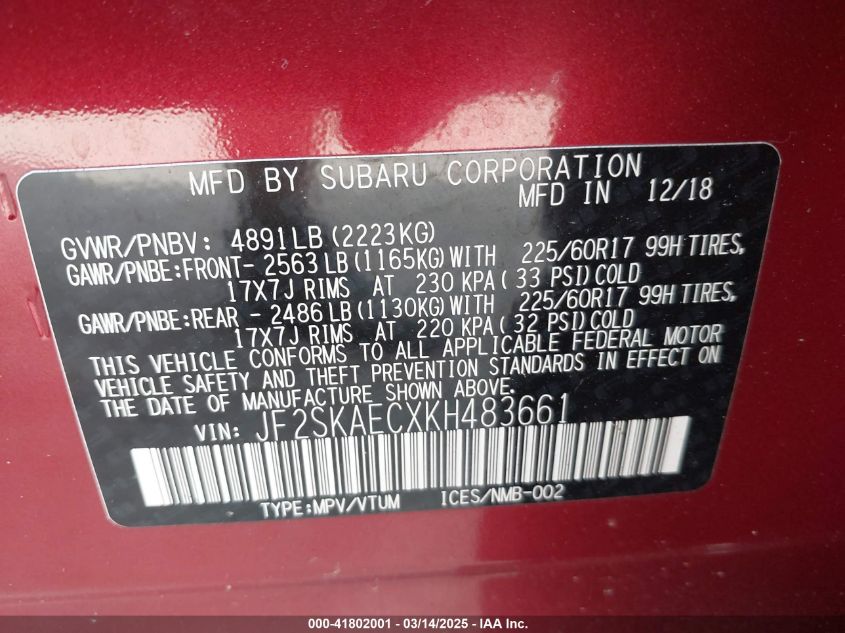 MFD BY SUBARU CORPORATION
MFD IN 12/18
GVWR/PNBV: 4891LB (2223KG)
GAWR/PNBE:FRONT- 2563LB (1165KG) WITH 225/60R17 99H TIRES,
17X7J RIMS AT 230 KPA( 33 PSI) COLD
GAWR/PNBE:REAR - 2486LB (1130KG) WITH 225/60R17 99H TIRES,
17X7J RIMS AT 220 KPA( 32 PSI) COLD
THIS VEHICLE CONFORMS TO ALL APPLICABLE FEDERAL MOTOR
VEHICLE SAFETY AND THEFT PREVENTION STANDARDS IN EFFECT ON
THE DATE OF MANUFACTURE SHOWN ABOVE.
VIN: JF2SKAECXKH483661
TYPE:MPV/VTUM ICES/NMB-002
000-41802001 - 03/14/2025 - IAA Inc.